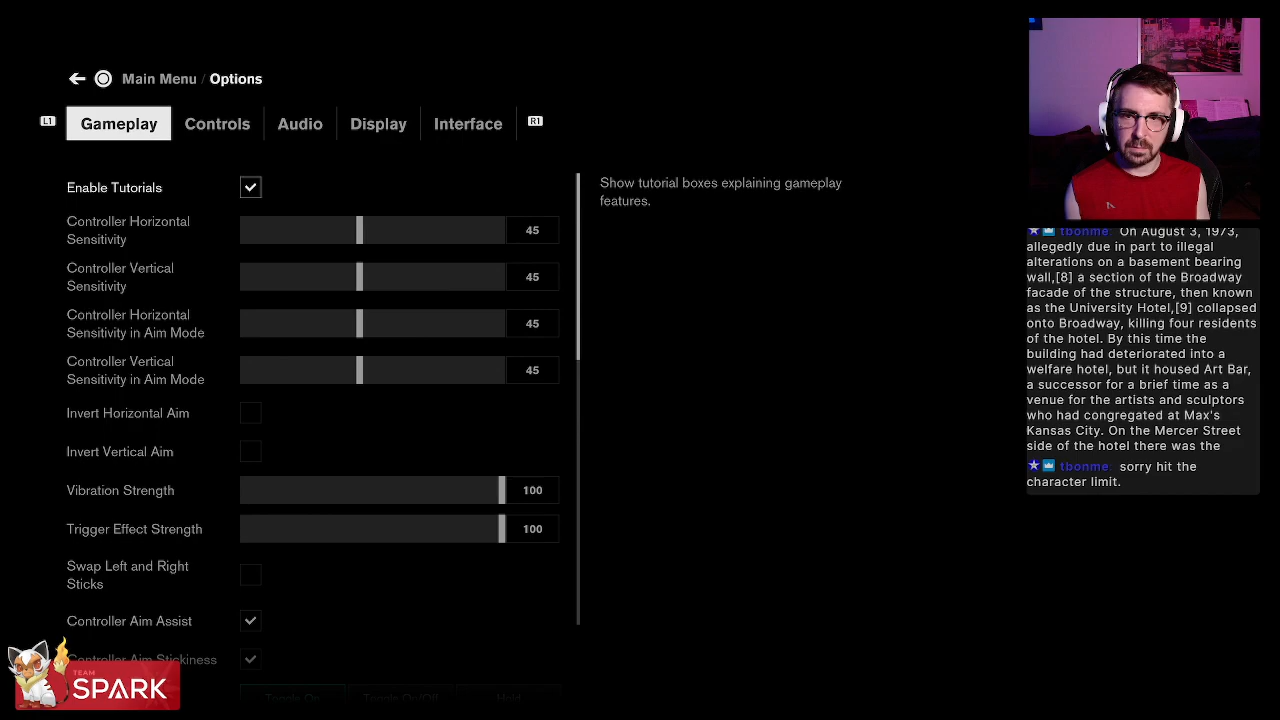 Main Menu / Options
L1
Gameplay
Controls
Audio
Display
Interface
R1
Enable Tutorials
Show tutorial boxes explaining gameplay
features.
Controller Horizontal
Sensitivity
45
Controller Vertical
Sensitivity
45
Controller Horizontal
Sensitivity in Aim Mode
45
Controller Vertical
Sensitivity in Aim Mode
45
Invert Horizontal Aim
Invert Vertical Aim
Vibration Strength
100
Trigger Effect Strength
100
Swap Left and Right
Sticks
Controller Aim Assist
Controller Aim Stickiness
Toggle On
Toggle On/Off
Hold
TEAM
SPARK
tbonme: On August 3, 1973,
allegedly due in part to illegal
alterations on a basement bearing
wall,[8] a section of the Broadway
facade of the structure, then known
as the University Hotel,[9] collapsed
onto Broadway, killing four residents
of the hotel. By this time the
building had deteriorated into a
welfare hotel, but it housed Art Bar,
a successor for a brief time as a
venue for the artists and sculptors
who had congregated at Max's
Kansas City. On the Mercer Street
side of the hotel there was the
tbonme: sorry hit the
character limit.